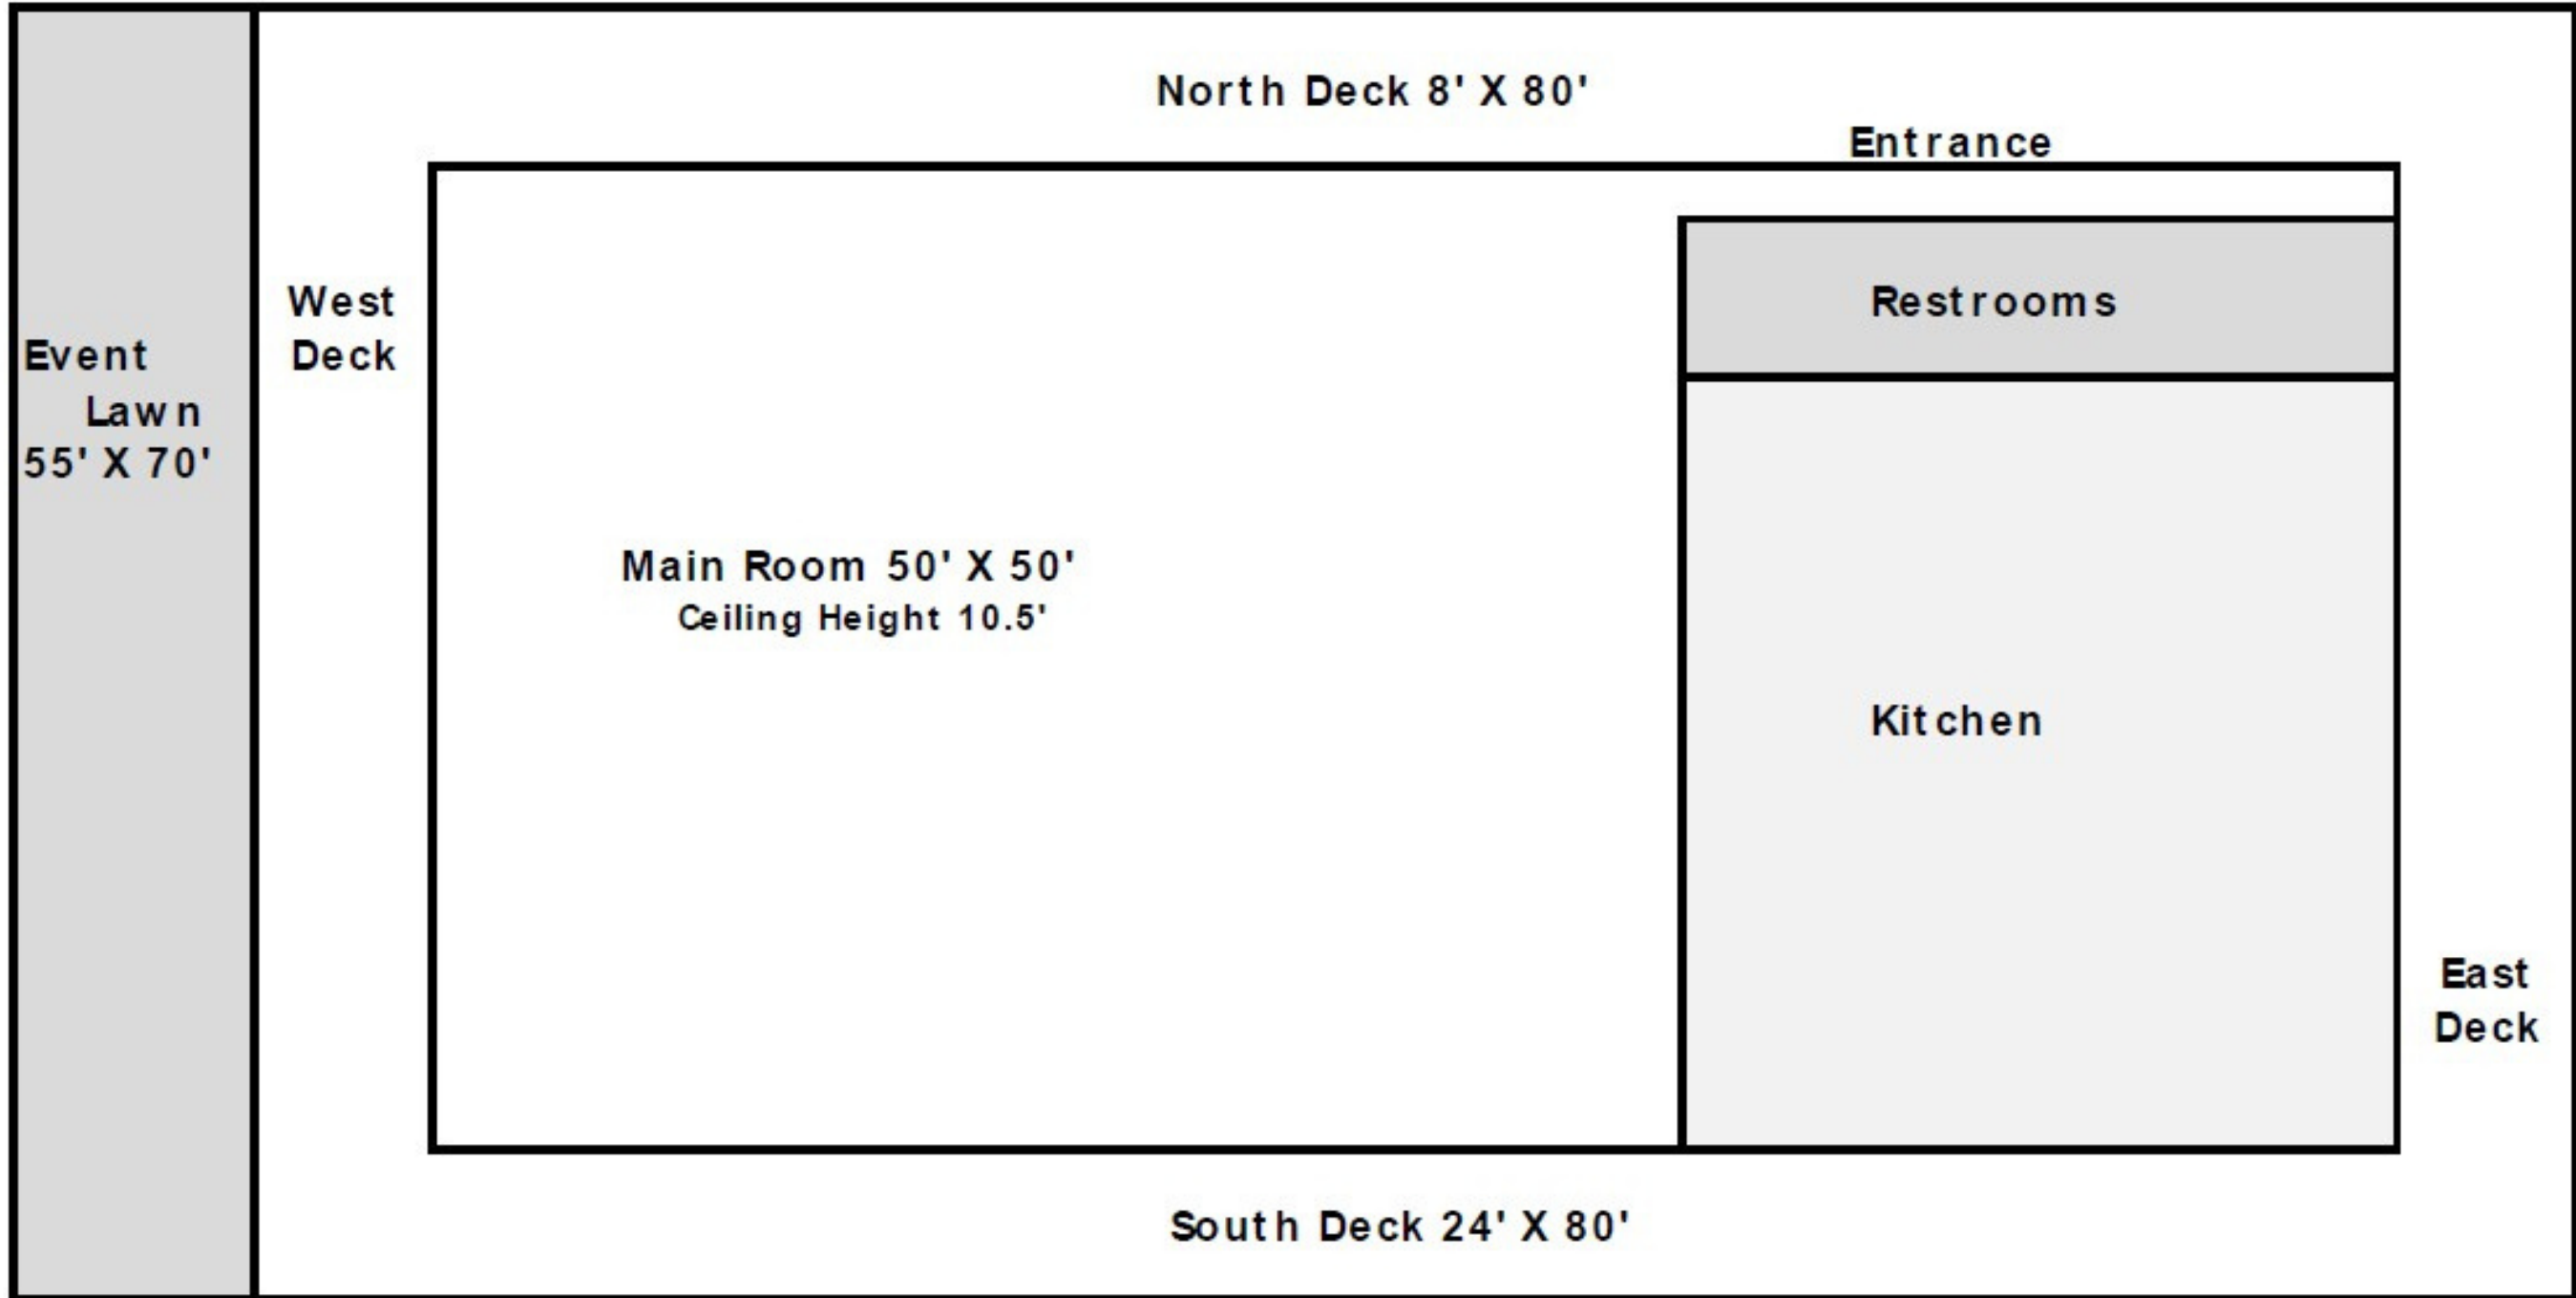 North Deck 8' X 80'
Entrance
West
Deck
Restrooms
Event
Lawn
55' X 70'
Main Room 50' X 50'
Ceiling Height 10.5'
Kitchen
East
Deck
South Deck 24' X 80'